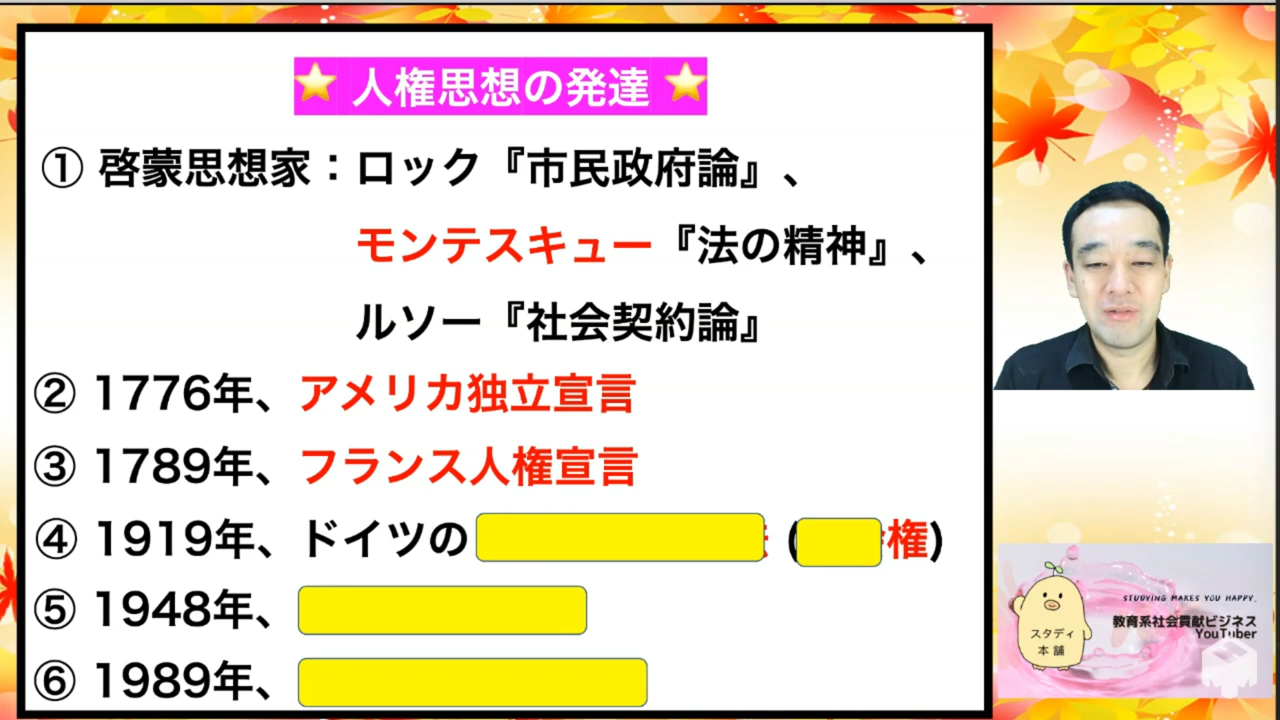 人権思想の発達
① 啓蒙思想家：ロック『市民政府論』、
モンテスキュー『法の精神』、
ルソー『社会契約論』
② 1776年、アメリカ独立宣言
③ 1789年、フランス人権宣言
④ 1919年、ドイツの ( 権)
⑤ 1948年、
⑥ 1989年、
STUDYING MAKES YOU HAPPY.
教育系社会貢献ビジネス
YouTuber
スタディ
本舗